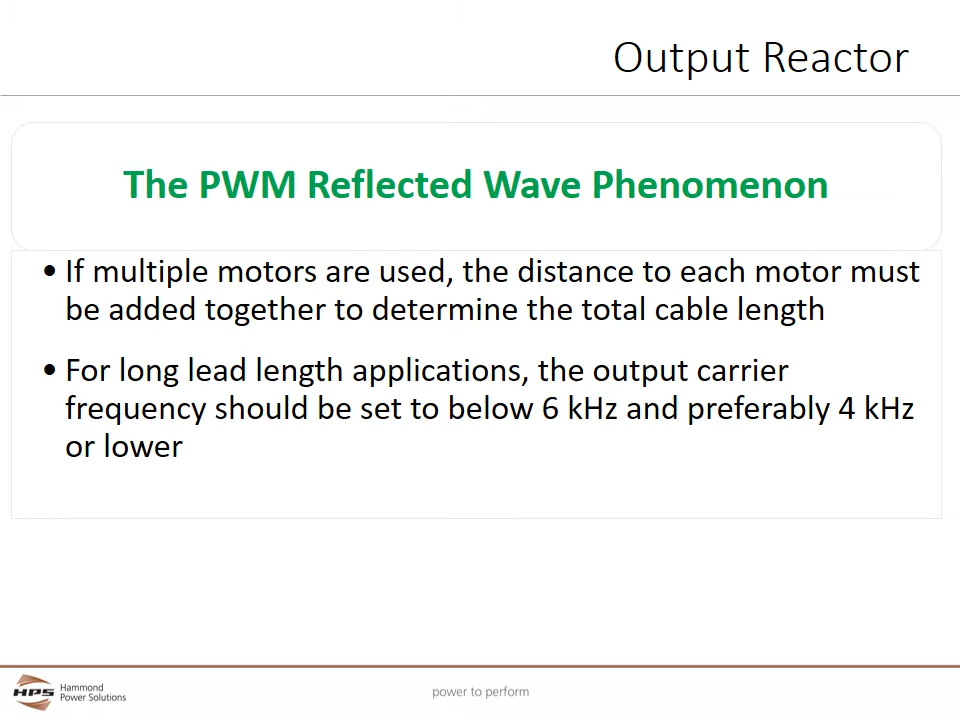 Output Reactor
The PWM Reflected Wave Phenomenon
• If multiple motors are used, the distance to each motor must
be added together to determine the total cable length
• For long lead length applications, the output carrier
frequency should be set to below 6 kHz and preferably 4 kHz
or lower
HPS
Hammond
Power Solutions
power to perform